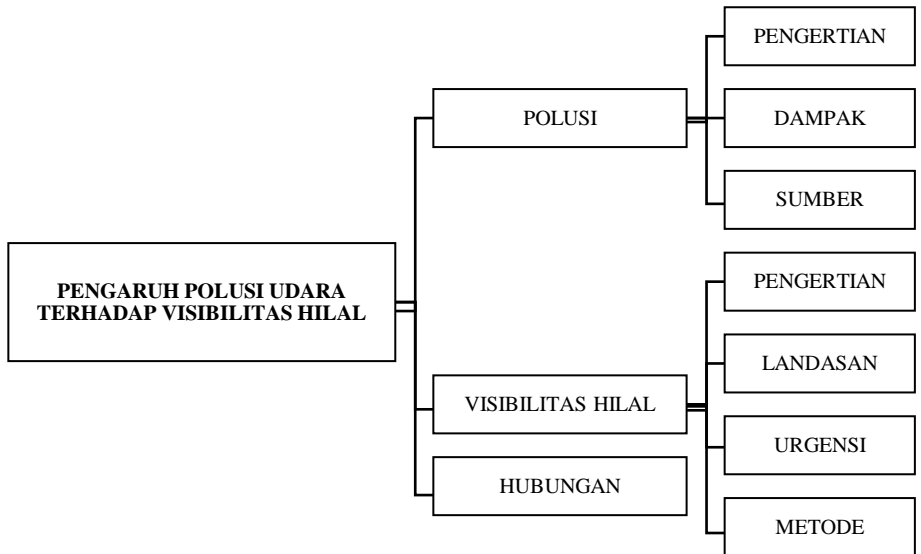 PENGARUH POLUSI UDARA
TERHADAP VISIBILITAS HILAL
POLUSI
PENGERTIAN
DAMPAK
SUMBER
VISIBILITAS HILAL
PENGERTIAN
LANDASAN
URGENSI
METODE
HUBUNGAN